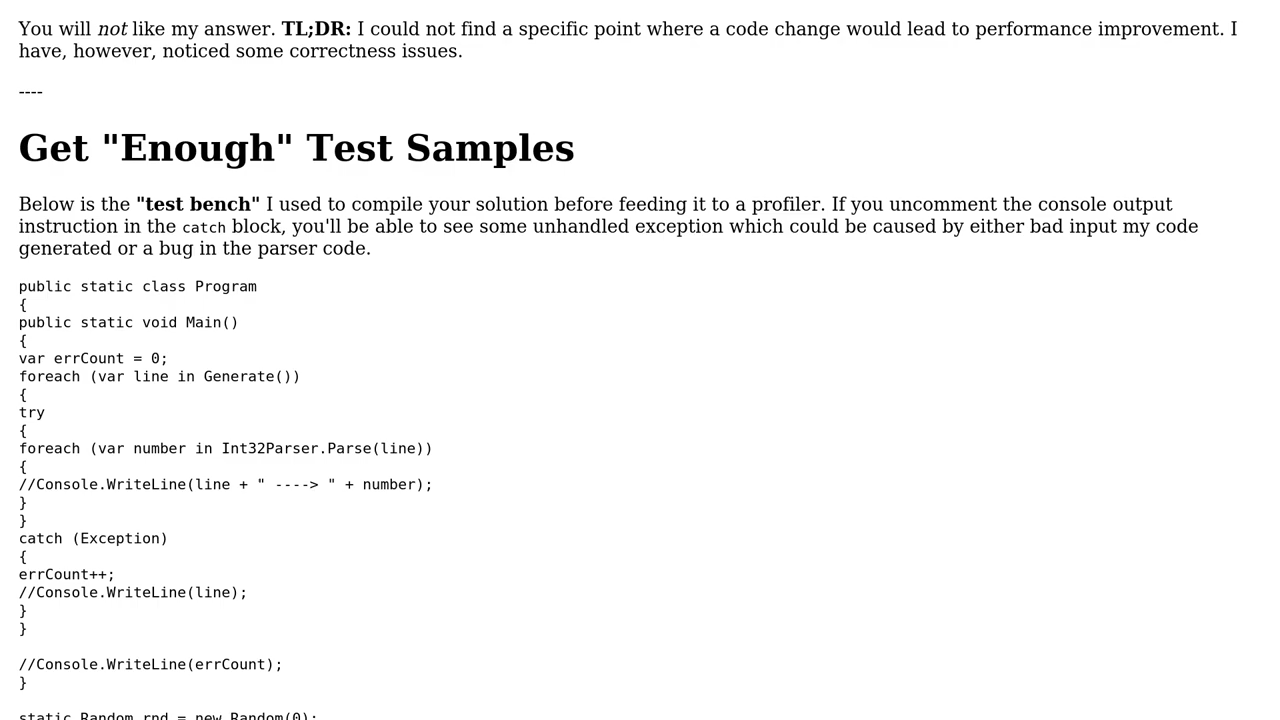 You will not like my answer. TL;DR: I could not find a specific point where a code change would lead to performance improvement. I
have, however, noticed some correctness issues.
----
Get "Enough" Test Samples
Below is the "test bench" I used to compile your solution before feeding it to a profiler. If you uncomment the console output
instruction in the catch block, you'll be able to see some unhandled exception which could be caused by either bad input my code
generated or a bug in the parser code.
public static class Program
{
public static void Main()
{
var errCount = 0;
foreach (var line in Generate())
{
try
{
foreach (var number in Int32Parser.Parse(line))
{
//Console.WriteLine(line + " ----> " + number);
}
}
catch (Exception)
{
errCount++;
//Console.WriteLine(line);
}
}
//Console.WriteLine(errCount);
}
static Random rnd = new Random(0);